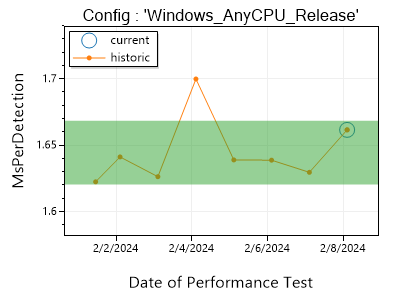 Config : 'Windows_AnyCPU_Release'
current
historic
MsPerDetection
1.7
1.65
1.6
2/2/2024
2/4/2024
2/6/2024
2/8/2024
Date of Performance Test